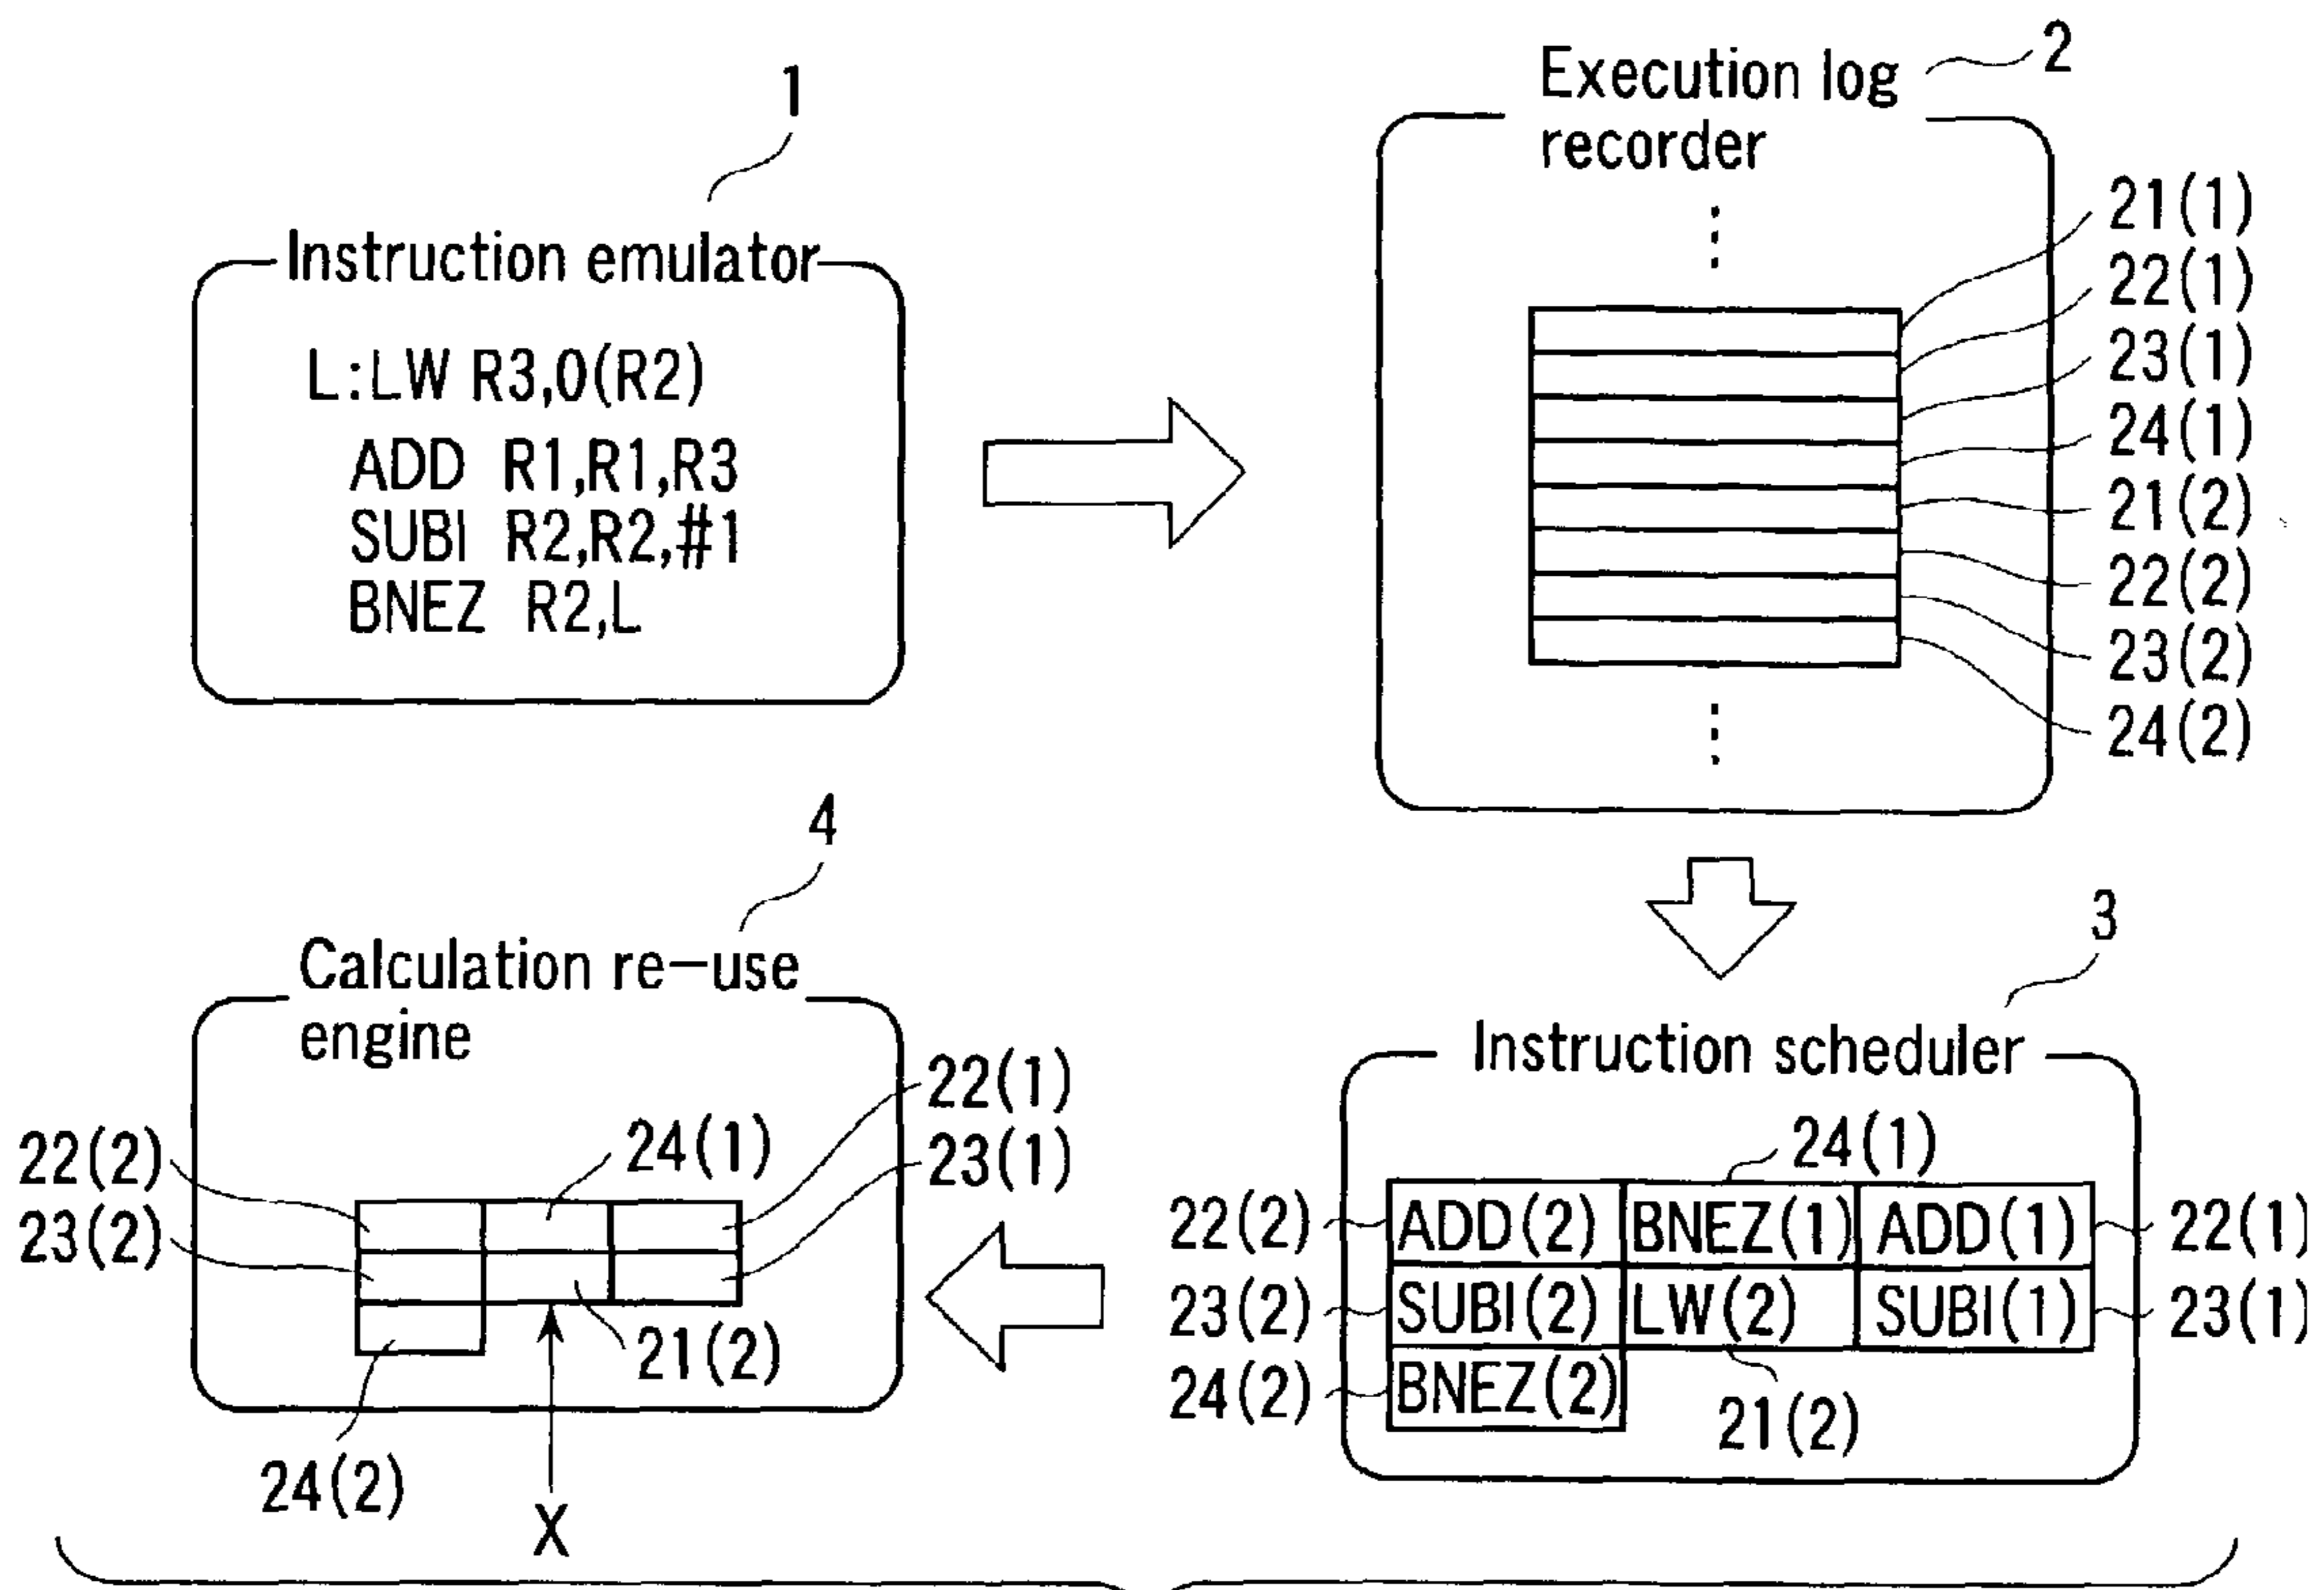 1
Instruction emulator
L:LW R3,0(R2)
ADD R1,R1,R3
SUBI R2,R2,#1
BNEZ R2,L
2
Execution log
recorder
21(1)
22(1)
23(1)
24(1)
21(2)
22(2)
23(2)
24(2)
4
Calculation re-use
engine
22(1)
23(1)
24(1)
22(2)
23(2)
21(2)
24(2)
X
3
Instruction scheduler
24(1)
22(2) ADD(2) BNEZ(1) ADD(1) 22(1)
23(2) SUBI(2) LW(2) SUBI(1) 23(1)
24(2) BNEZ(2)
21(2)